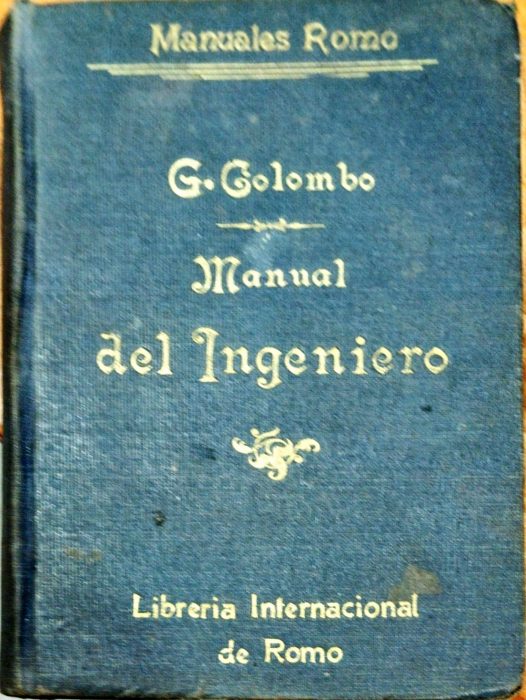 Manuales Romo
G. Colombo
Manual
del Ingeniero
Libreria Internacional
de Romo